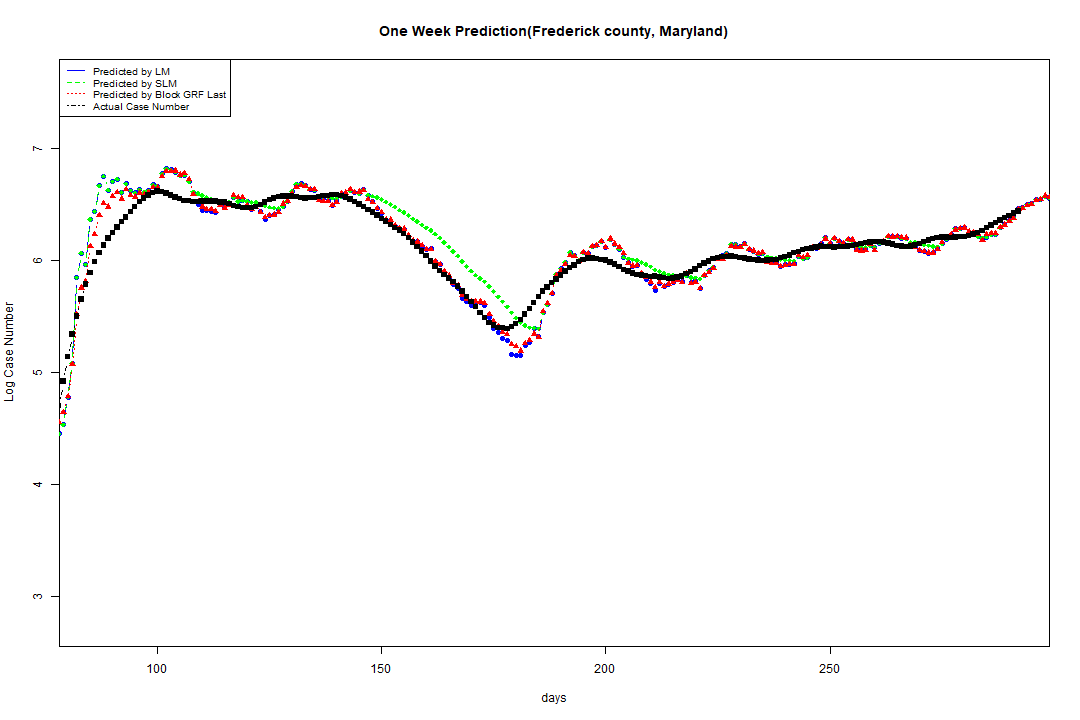 One Week Prediction(Frederick county, Maryland)
Predicted by LM
Predicted by SLM
Predicted by Block GRF Last
Actual Case Number
7
6
5
4
3
Log Case Number
100 150 200 250
days